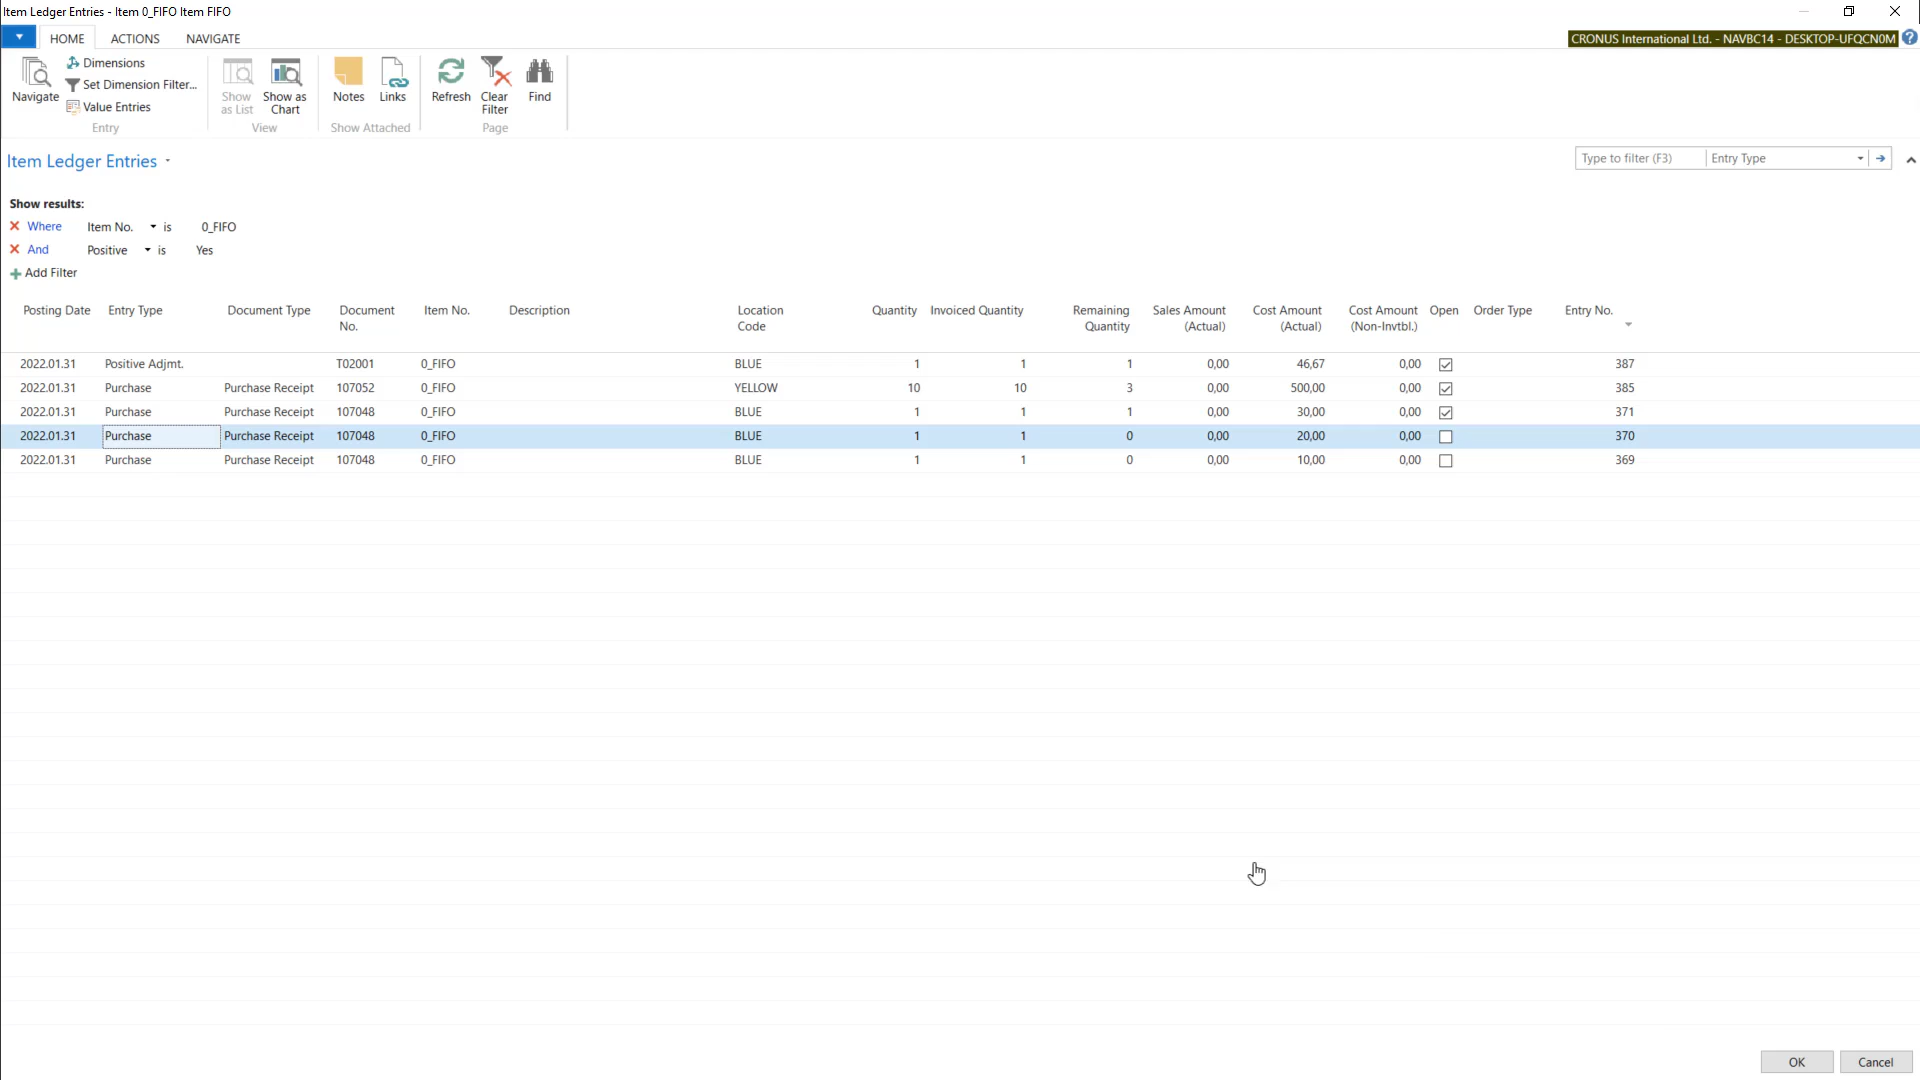 Item Ledger Entries - Item 0_FIFO Item FIFO
HOME ACTIONS NAVIGATE
CRONUS International Ltd. - NAVBC14 - DESKTOP-UFQCN0M ?
Navigate
Dimensions
Set Dimension Filter...
Value Entries
Entry
Show as List
Show as Chart
View
Notes
Links
Show Attached
Refresh
Clear Filter
Find
Page
Item Ledger Entries
Type to filter (F3) Entry Type
Show results:
Where Item No. is 0_FIFO
And Positive is Yes
Add Filter
Posting Date Entry Type Document Type Document No. Item No. Description Location Code Quantity Invoiced Quantity Remaining Quantity Sales Amount (Actual) Cost Amount (Actual) Cost Amount (Non-Invtbl.) Open Order Type Entry No.
2022.01.31 Positive Adjmt. T02001 0_FIFO BLUE 1 1 1 0,00 46,67 0,00 387
2022.01.31 Purchase Purchase Receipt 107052 0_FIFO YELLOW 10 10 3 0,00 500,00 0,00 385
2022.01.31 Purchase Purchase Receipt 107048 0_FIFO BLUE 1 1 1 0,00 30,00 0,00 371
2022.01.31 Purchase Purchase Receipt 107048 0_FIFO BLUE 1 1 0 0,00 20,00 0,00 370
2022.01.31 Purchase Purchase Receipt 107048 0_FIFO BLUE 1 1 0 0,00 10,00 0,00 369
OK Cancel